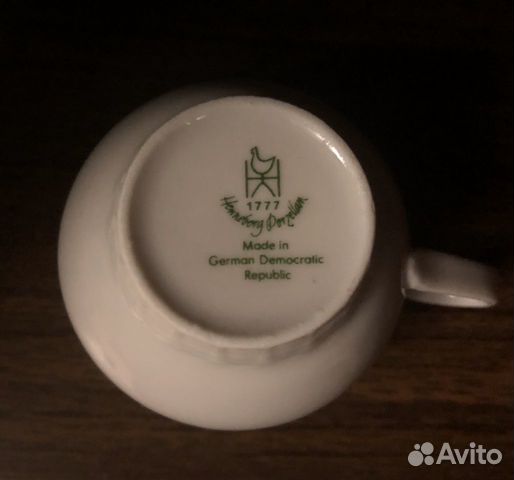 1777
Henneberg Porzellan
Made in
German Democratic
Republic
Avito